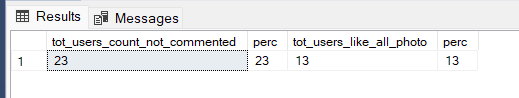 Results Messages
tot_users_count_not_commented perc tot_users_like_all_photo perc
1 23 23 13 13